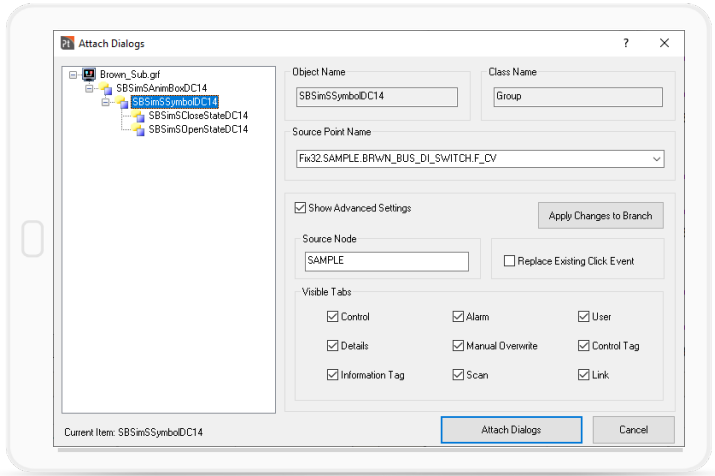 Pt Attach Dialogs ? ×
Brown_Sub.grf
SBSimSAnimBoxDC14
SBSimSSymbolDC14
SBSimSCloseStateDC14
SBSimSOpenStateDC14
Object Name
SBSimSSymbolDC14
Class Name
Group
Source Point Name
Fix32.SAMPLE.BRWN_BUS_DI_SWITCH.F_CV
Show Advanced Settings
Apply Changes to Branch
Source Node
SAMPLE
Replace Existing Click Event
Visible Tabs
Control Alarm User
Details Manual Overwrite Control Tag
Information Tag Scan Link
Current Item: SBSimSSymbolDC14
Attach Dialogs Cancel